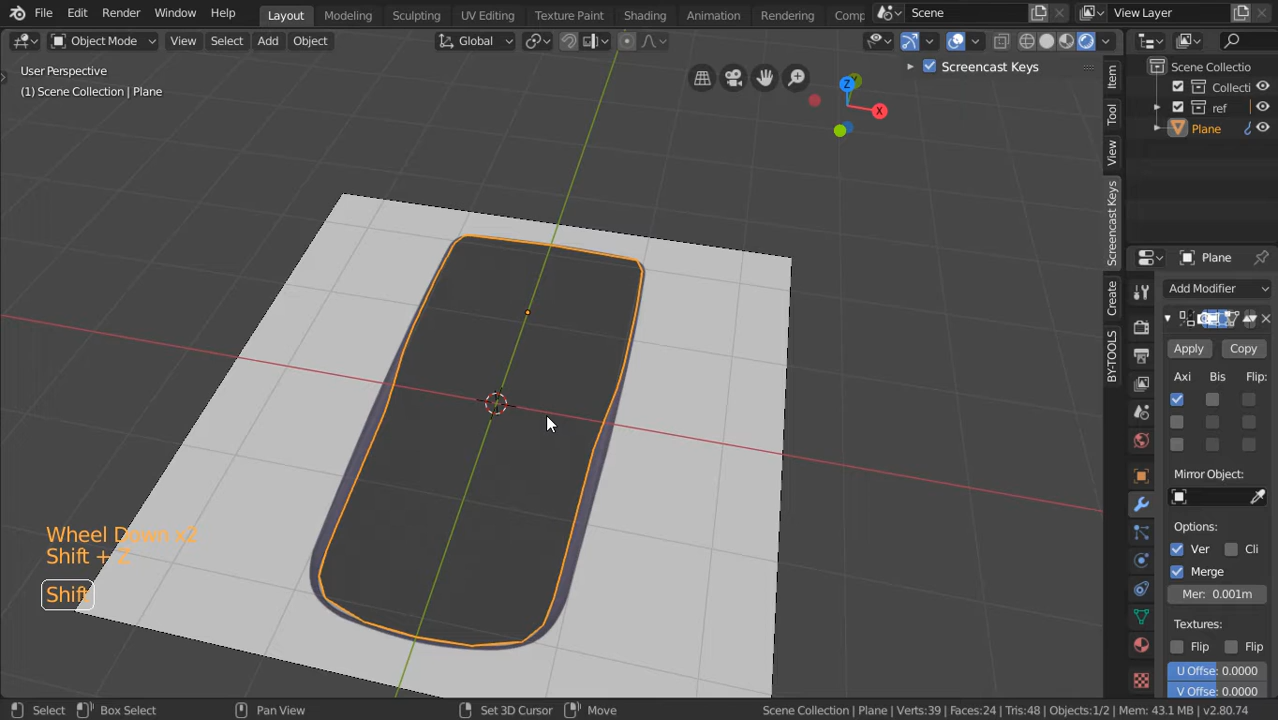 File Edit Render Window Help Layout Modeling Sculpting UV Editing Texture Paint Shading Animation Rendering Comp Scene View Layer
Object Mode View Select Add Object Global
User Perspective
(1) Scene Collection | Plane
Screencast Keys
Z
X
Y
Item
Tool
View
Screencast Keys
Create
BY-TOOLS
Scene Collectio
Collecti
ref
Plane
Plane
Add Modifier
Apply Copy
Axi Bis Flip:
Mirror Object:
Options:
Ver Cli
Merge
Mer: 0.001m
Textures:
Flip Flip
U Offse: 0.0000
V Offse: 0.0000
Wheel Down x2
Shift + Z
Shift
Select Box Select Pan View Set 3D Cursor Move Scene Collection | Plane | Verts:39 | Faces:24 | Tris:48 | Objects:1/2 | Mem: 43.1 MB | v2.80.74